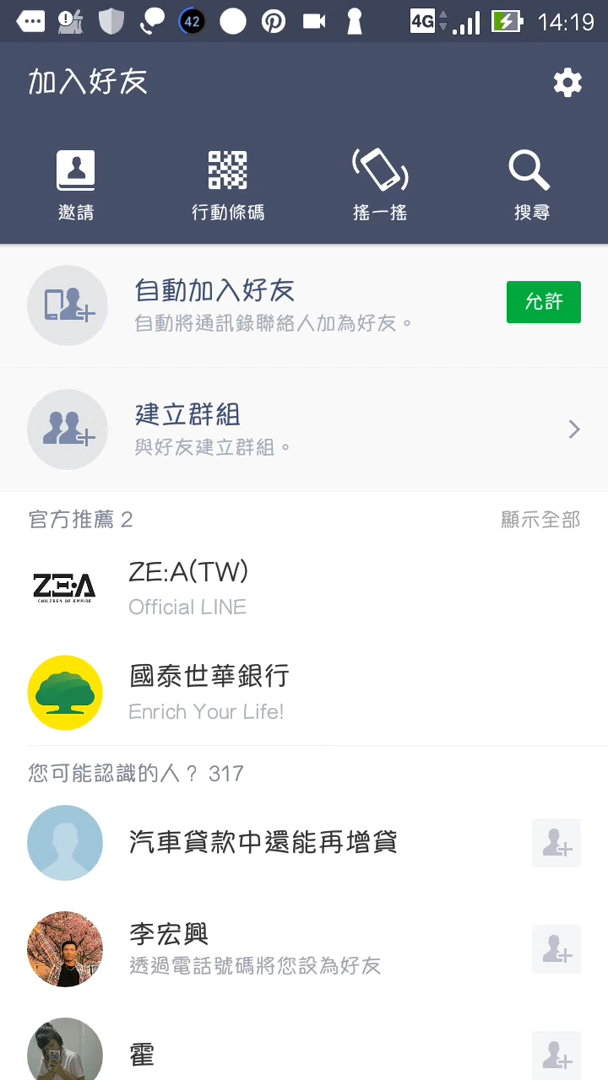 42
4G
14:19
加入好友
邀請
行動條碼
搖一搖
搜尋
自動加入好友
自動將通訊錄聯絡人加為好友。
允許
建立群組
與好友建立群組。
官方推薦 2
顯示全部
ZE:A
CHILDREN OF EMPIRE
ZE:A(TW)
Official LINE
國泰世華銀行
Enrich Your Life!
您可能認識的人？ 317
汽車貸款中還能再增貸
李宏興
透過電話號碼將您設為好友
霍